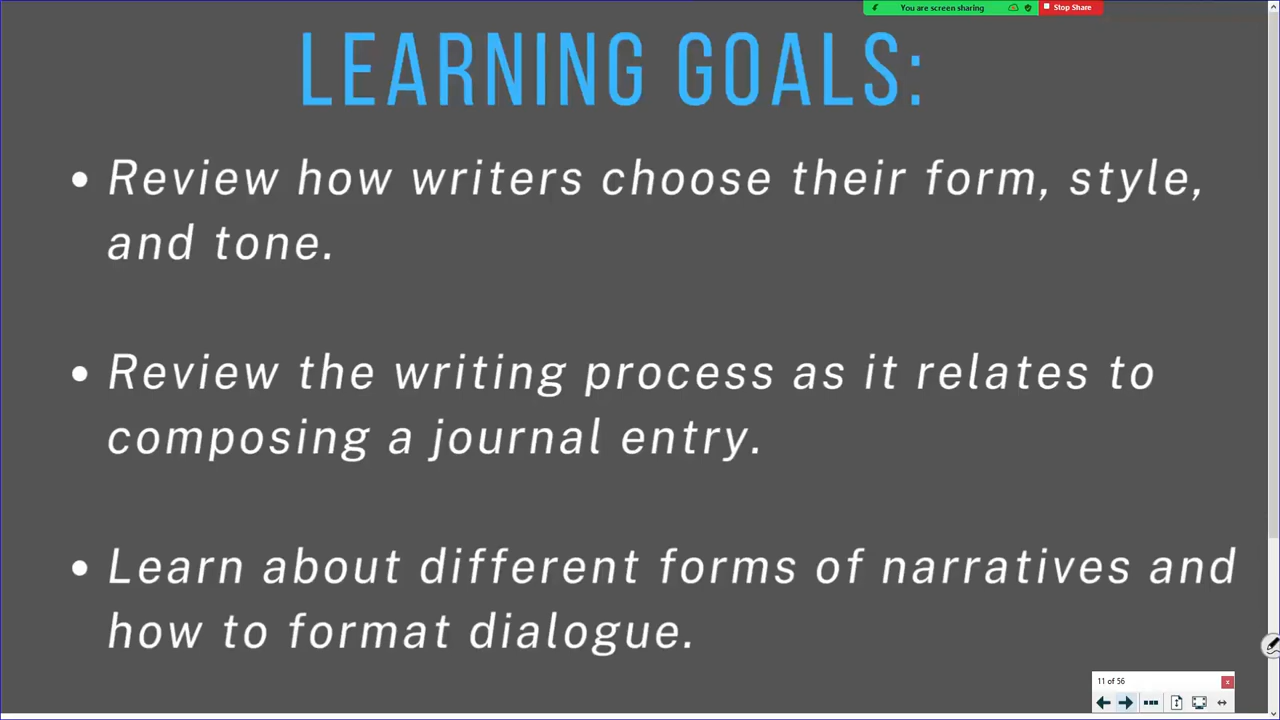 You are screen sharing Stop Share
LEARNING GOALS:
• Review how writers choose their form, style,
and tone.
• Review the writing process as it relates to
composing a journal entry.
• Learn about different forms of narratives and
how to format dialogue.
11 of 56